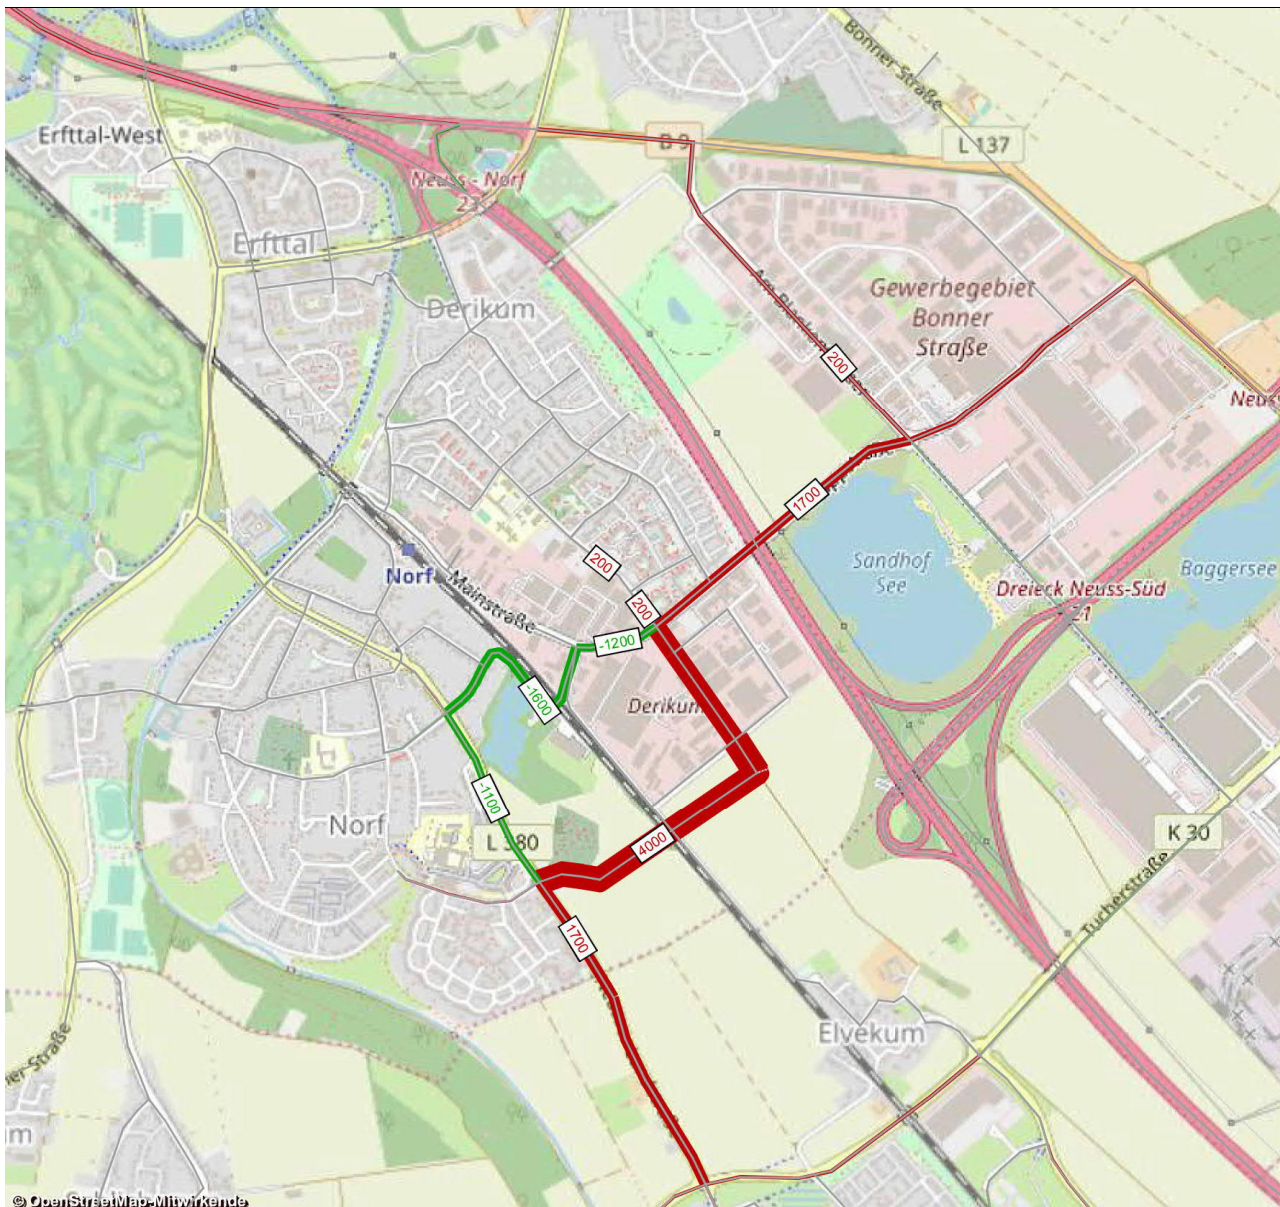 Bonner Straße
Erfttal-West
B 9
L 137
Neuss - Norf
23
Erfttal
Derikum
Gewerbegebiet
Bonner
Straße
200
Neuss
1700
Sandhof
See
Baggersee
Norf
Mainstraße
200
200
Dreieck Neuss-Süd
21
-1200
-1600
Derikum
-1100
Norf
L 380
4000
K 30
Tucherstraße
1700
Elvekum
© OpenStreetMap-Mitwirkende